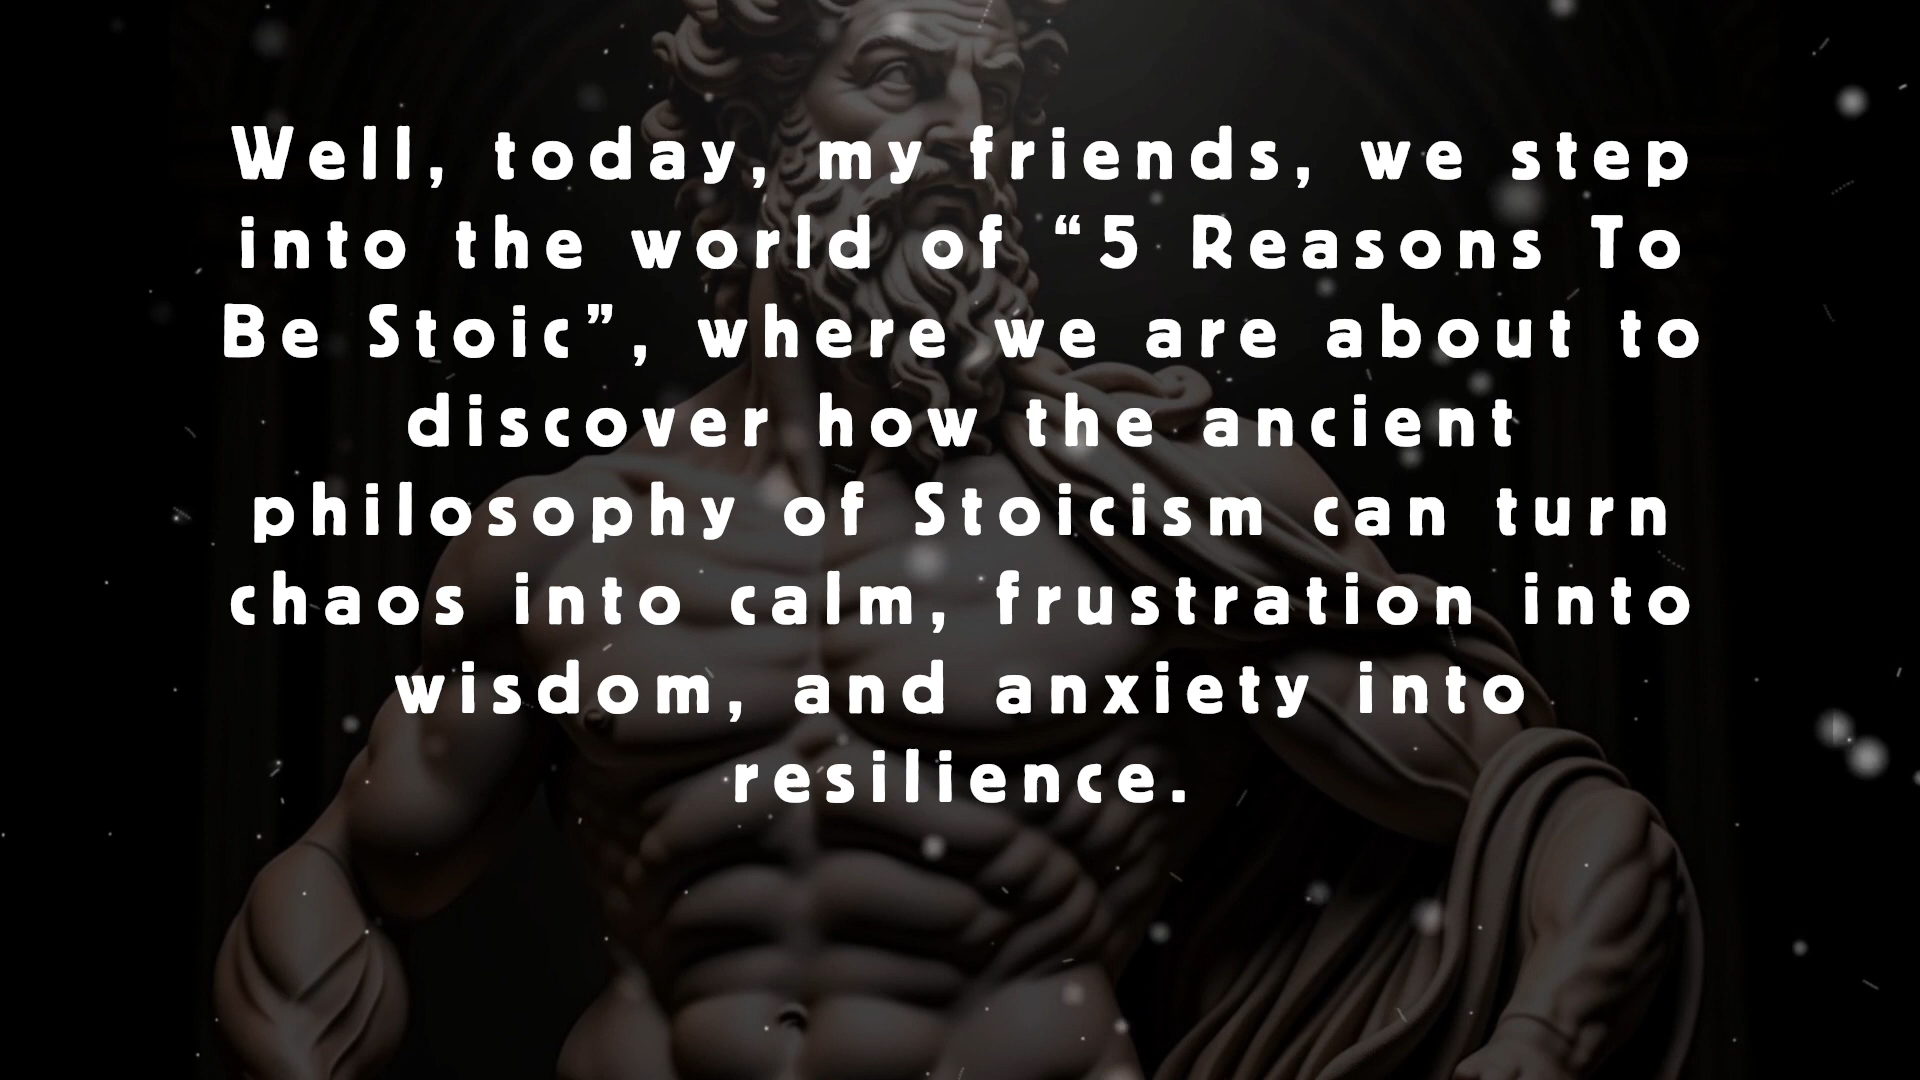 Well, today, my friends, we step
into the world of “5 Reasons To
Be Stoic”, where we are about to
discover how the ancient
philosophy of Stoicism can turn
chaos into calm, frustration into
wisdom, and anxiety into
resilience.